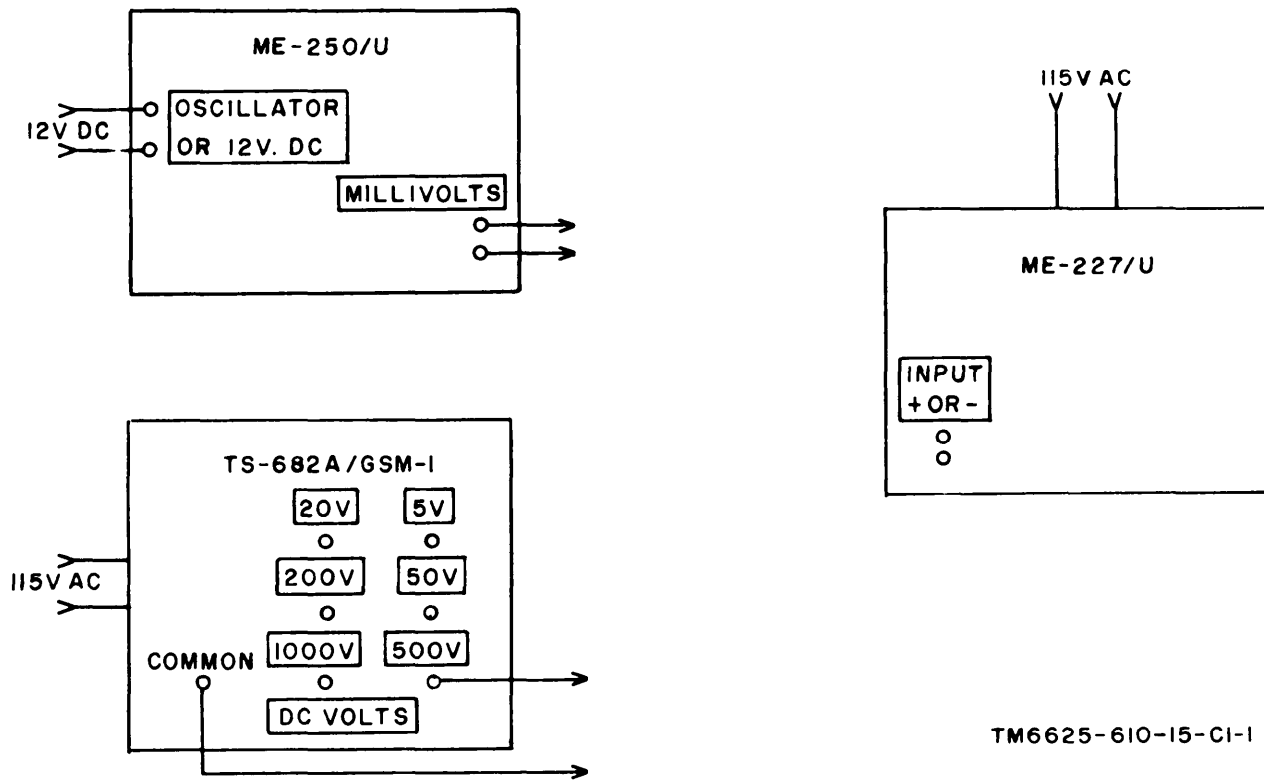 ME-250/U
OSCILLATOR
OR 12V. DC
12V DC
MILLIVOLTS
115V AC
ME-227/U
INPUT
+ OR -
TS-682A/GSM-1
20V 5V
200V 50V
115V AC
1000V 500V
COMMON
DC VOLTS
TM6625-610-15-C1-1